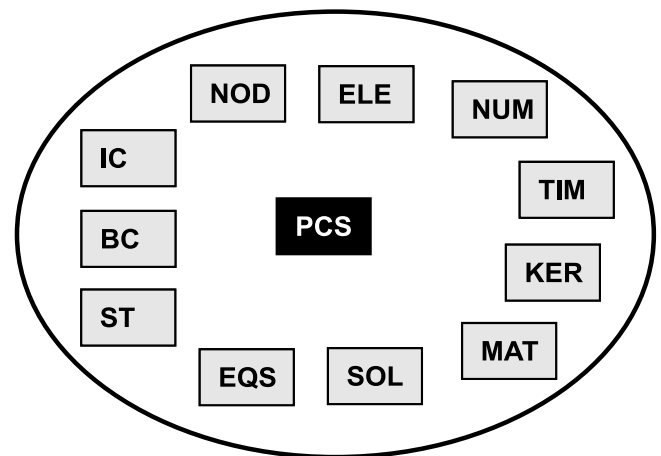 NOD
ELE
NUM
IC
TIM
BC
PCS
KER
ST
MAT
EQS
SOL